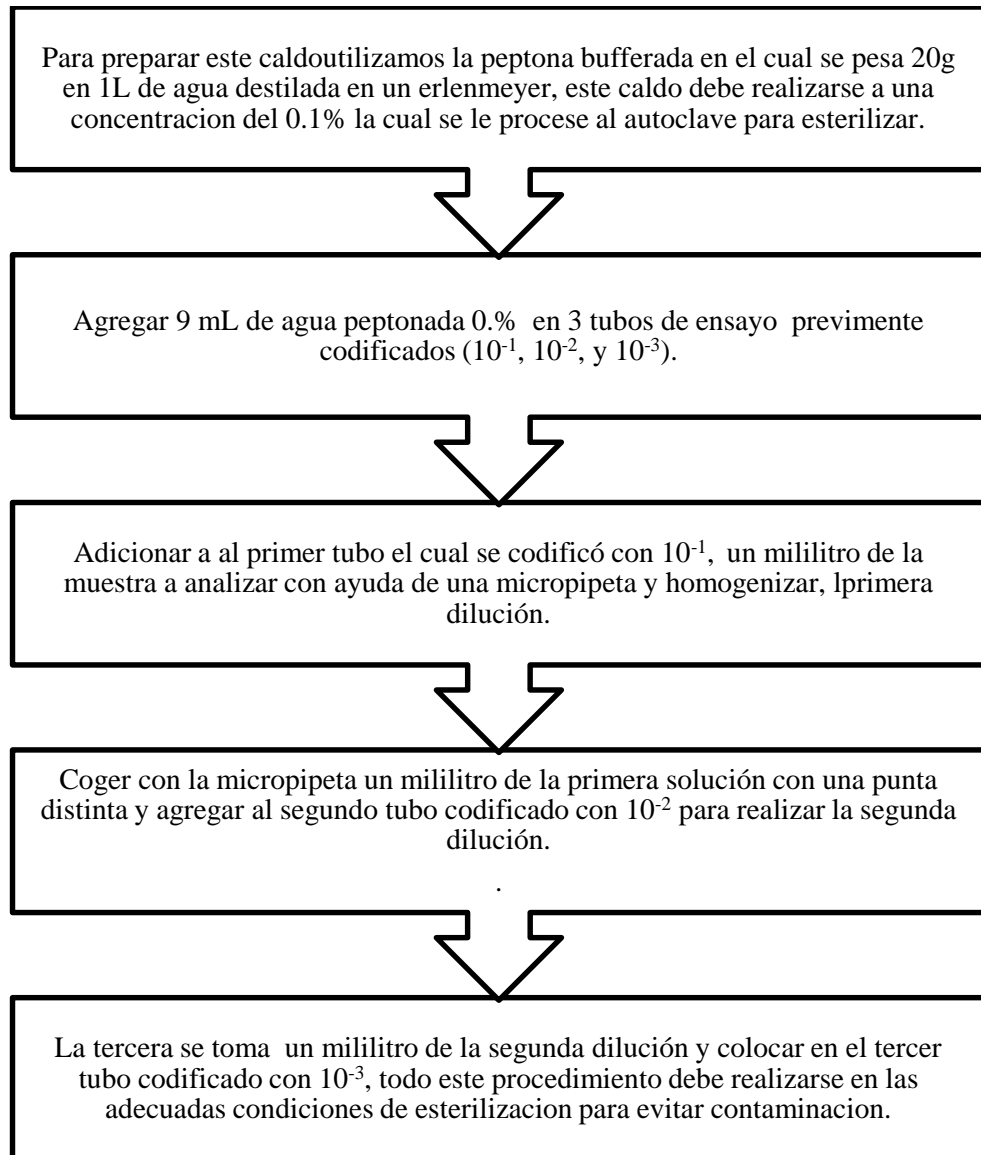 Para preparar este caldoutilizamos la peptona bufferada en el cual se pesa 20g
en 1L de agua destilada en un erlenmeyer, este caldo debe realizarse a una
concentracion del 0.1% la cual se le procese al autoclave para esterilizar.
Agregar 9 mL de agua peptonada 0.% en 3 tubos de ensayo previmente
codificados (10⁻¹, 10⁻², y 10⁻³).
Adicionar a al primer tubo el cual se codificó con 10⁻¹, un mililitro de la
muestra a analizar con ayuda de una micropipeta y homogenizar, lprimera
dilución.
Coger con la micropipeta un mililitro de la primera solución con una punta
distinta y agregar al segundo tubo codificado con 10⁻² para realizar la segunda
dilución.
.
La tercera se toma un mililitro de la segunda dilución y colocar en el tercer
tubo codificado con 10⁻³, todo este procedimiento debe realizarse en las
adecuadas condiciones de esterilizacion para evitar contaminacion.